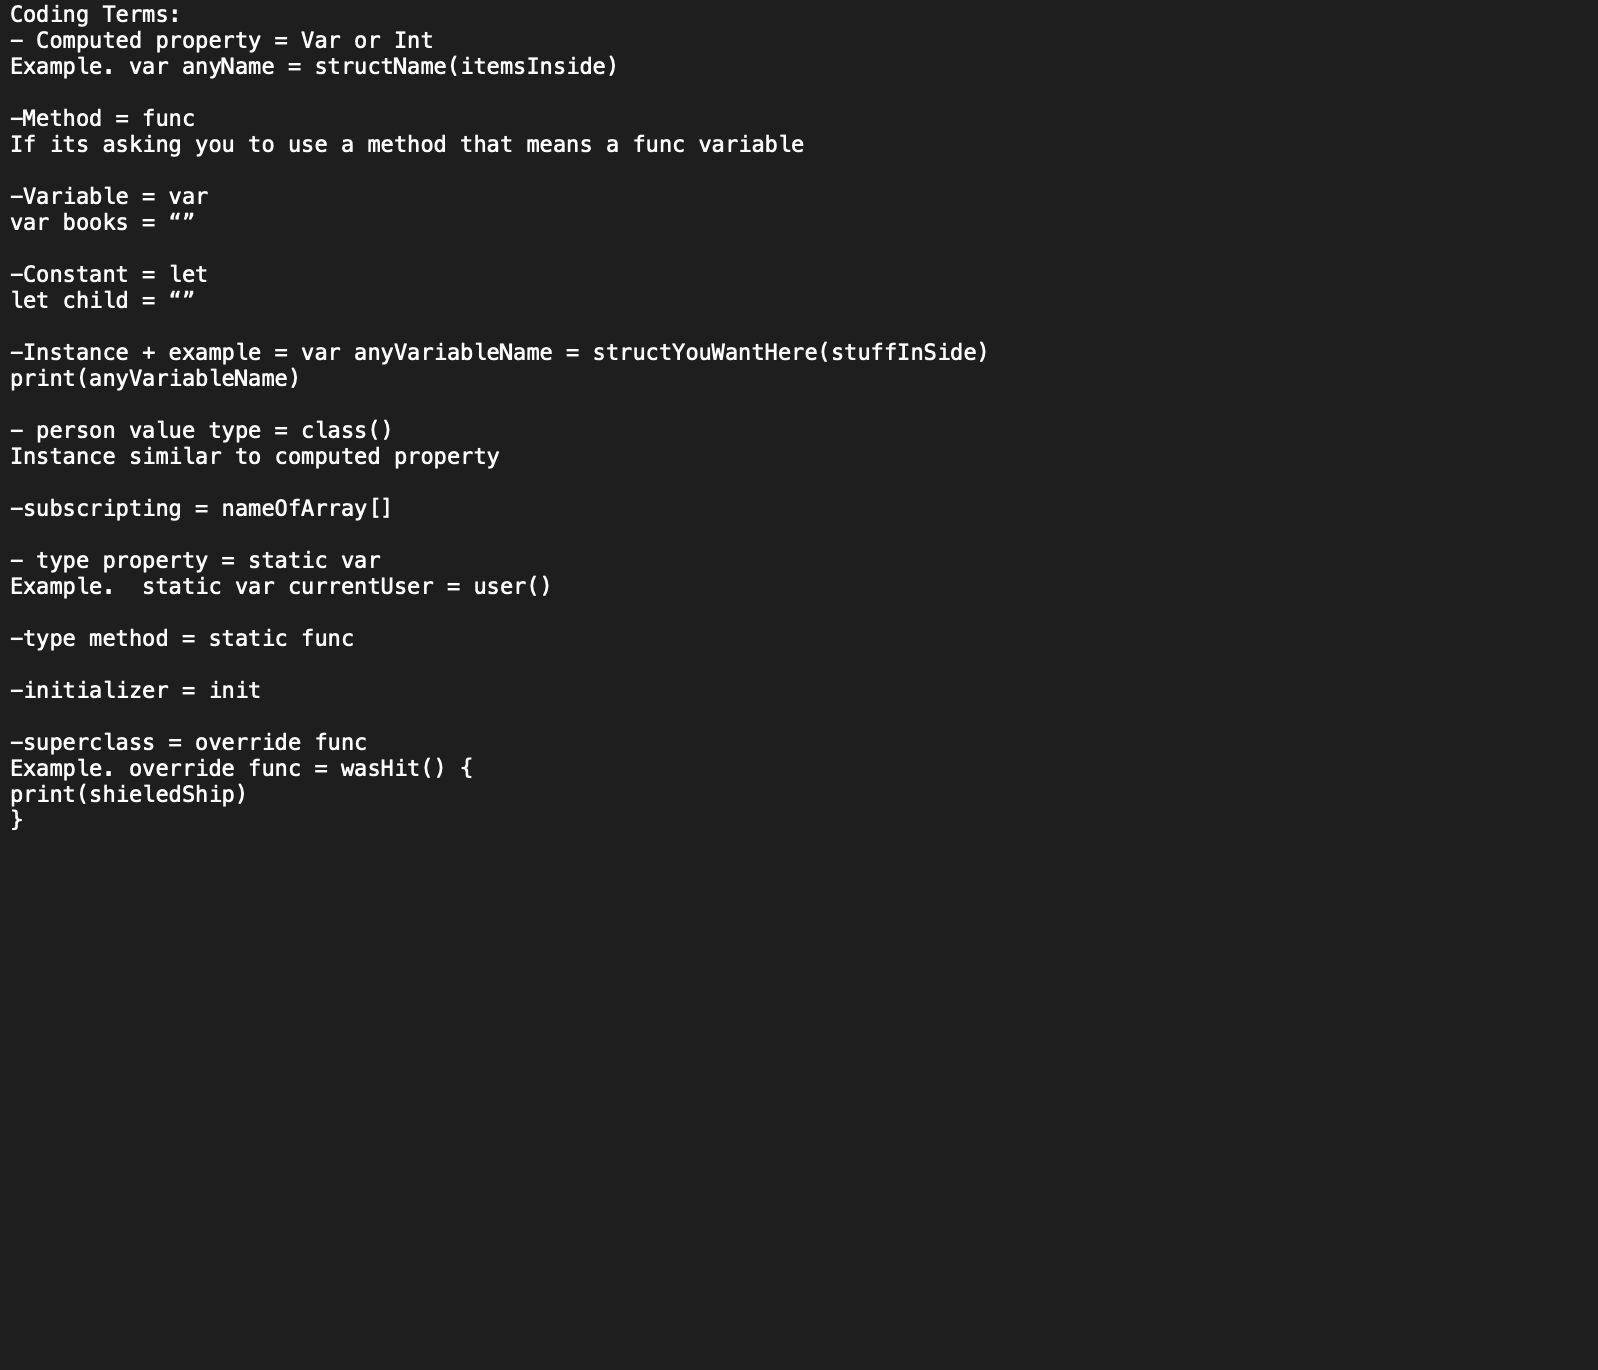 Coding Terms:
- Computed property = Var or Int
Example. var anyName = structName(itemsInside)
-Method = func
If its asking you to use a method that means a func variable
-Variable = var
var books = “”
-Constant = let
let child = “”
-Instance + example = var anyVariableName = structYouWantHere(stuffInSide)
print(anyVariableName)
- person value type = class()
Instance similar to computed property
-subscripting = nameOfArray[]
- type property = static var
Example.  static var currentUser = user()
-type method = static func
-initializer = init
-superclass = override func
Example. override func = wasHit() {
print(shieledShip)
}